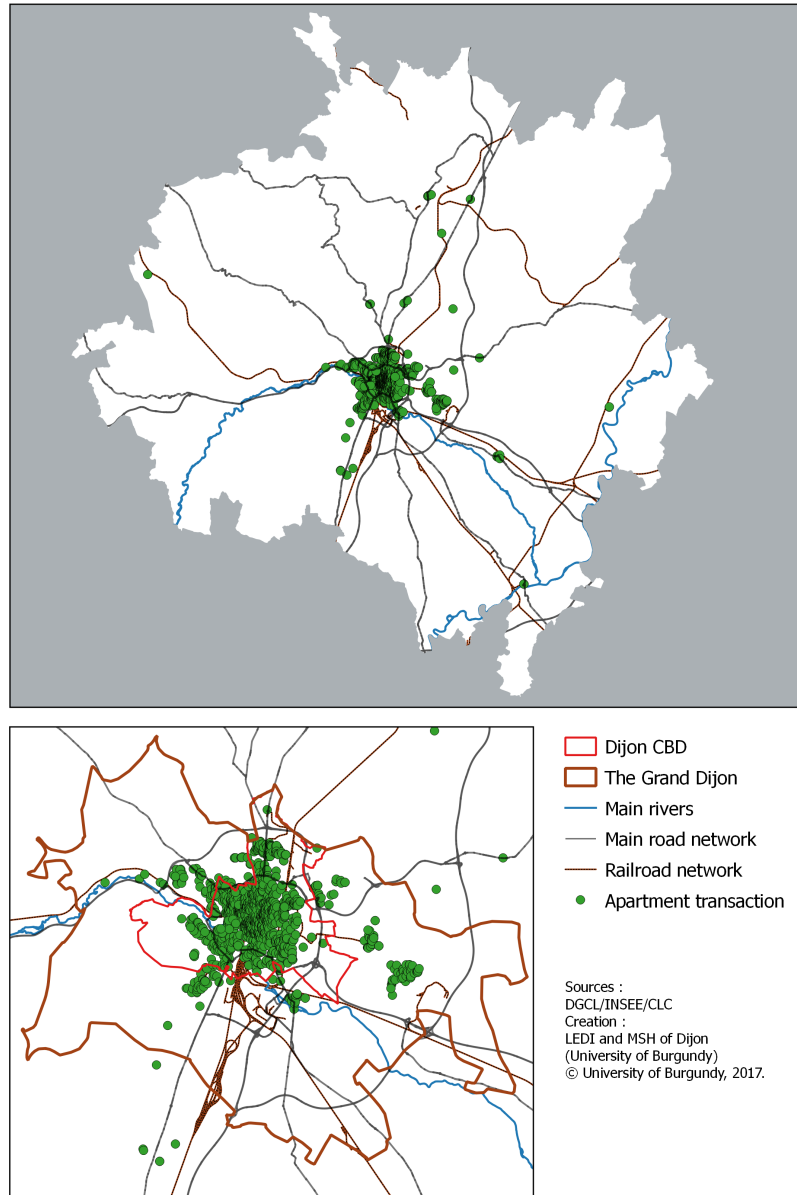 Dijon CBD
The Grand Dijon
Main rivers
Main road network
Railroad network
Apartment transaction
Sources :
DGCL/INSEE/CLC
Creation :
LEDI and MSH of Dijon
(University of Burgundy)
© University of Burgundy, 2017.